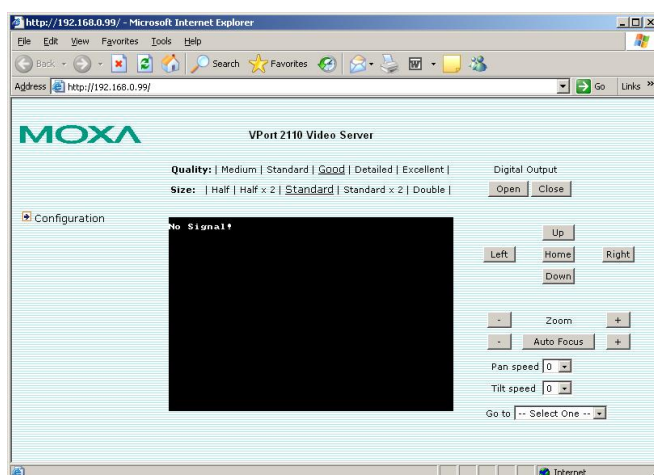 http://192.168.0.99/ - Microsoft Internet Explorer
File Edit View Favorites Tools Help
Back Search Favorites
Address http://192.168.0.99/ Go Links »
MOXA
VPort 2110 Video Server
Quality: | Medium | Standard | Good | Detailed | Excellent | Digital Output
Size: | Half | Half x 2 | Standard | Standard x 2 | Double | Open Close
Configuration
No Signal!
Up
Left Home Right
Down
- Zoom +
- Auto Focus +
Pan speed 0
Tilt speed 0
Go to -- Select One --
Internet